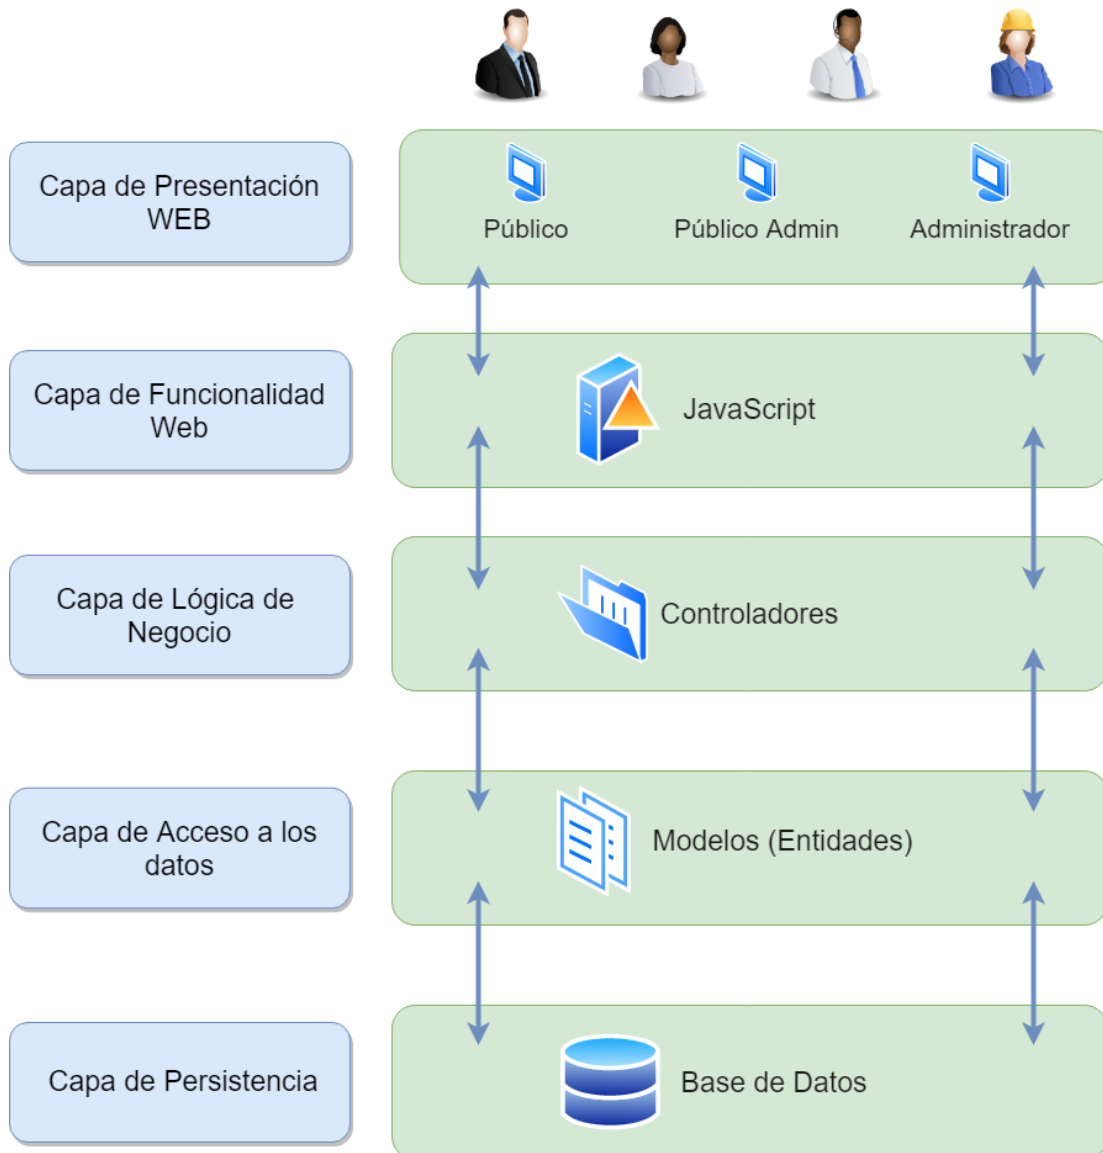 Capa de Presentación
WEB
Público
Público Admin
Administrador
Capa de Funcionalidad
Web
JavaScript
Capa de Lógica de
Negocio
Controladores
Capa de Acceso a los
datos
Modelos (Entidades)
Capa de Persistencia
Base de Datos